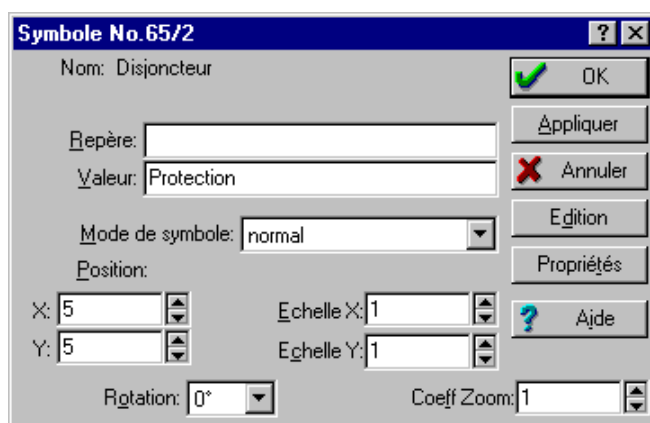 Symbole No.65/2
Nom: Disjoncteur
OK
Appliquer
Repère:
Valeur: Protection
Annuler
Mode de symbole: normal
Edition
Position:
Propriétés
X: 5
Echelle X: 1
Aide
Y: 5
Echelle Y: 1
Rotation: 0°
Coeff Zoom: 1